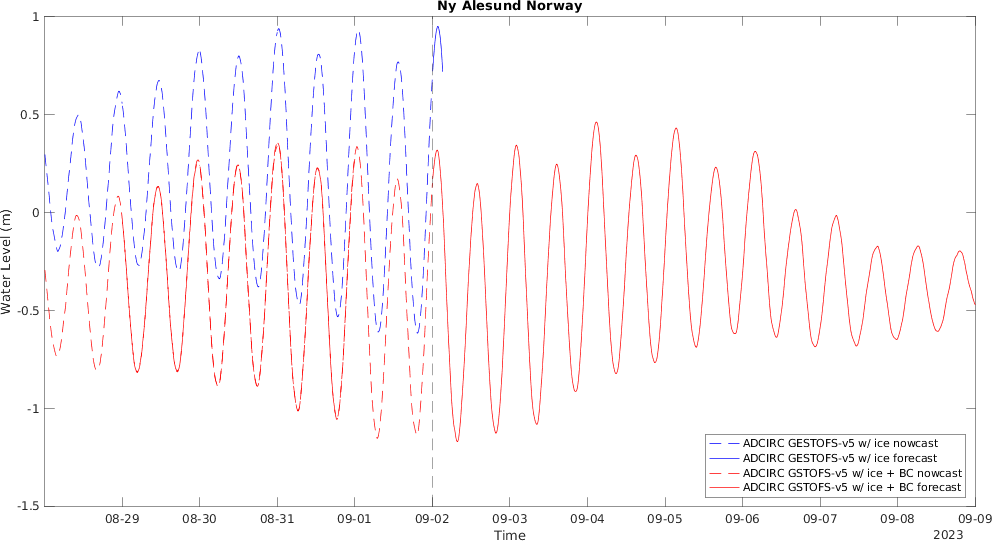 Ny Alesund Norway
1
0.5
0
-0.5
-1
-1.5
Water Level (m)
ADCIRC GESTOFS-v5 w/ ice nowcast
ADCIRC GESTOFS-v5 w/ ice forecast
ADCIRC GSTOFS-v5 w/ ice + BC nowcast
ADCIRC GSTOFS-v5 w/ ice + BC forecast
08-29 08-30 08-31 09-01 09-02 09-03 09-04 09-05 09-06 09-07 09-08 09-09
Time
2023